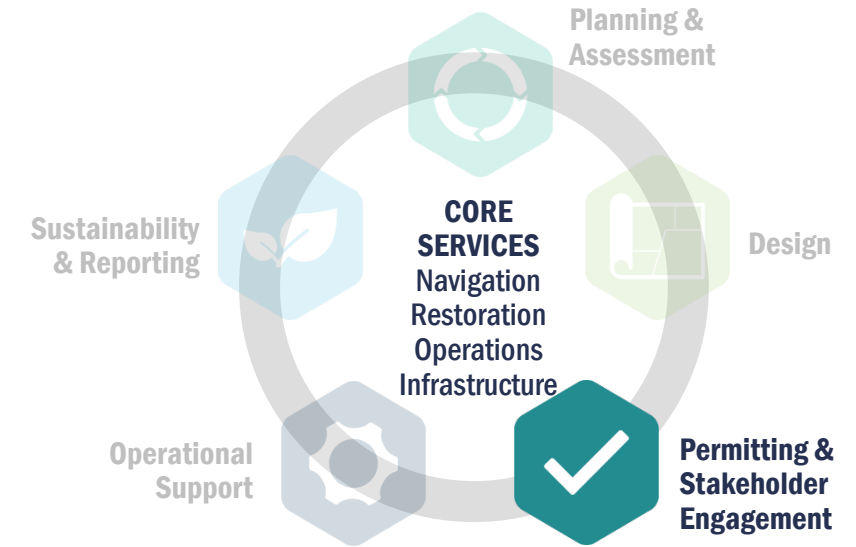 Planning &
Assessment
Sustainability
& Reporting
CORE
SERVICES
Navigation
Restoration
Operations
Infrastructure
Design
Operational
Support
Permitting &
Stakeholder
Engagement